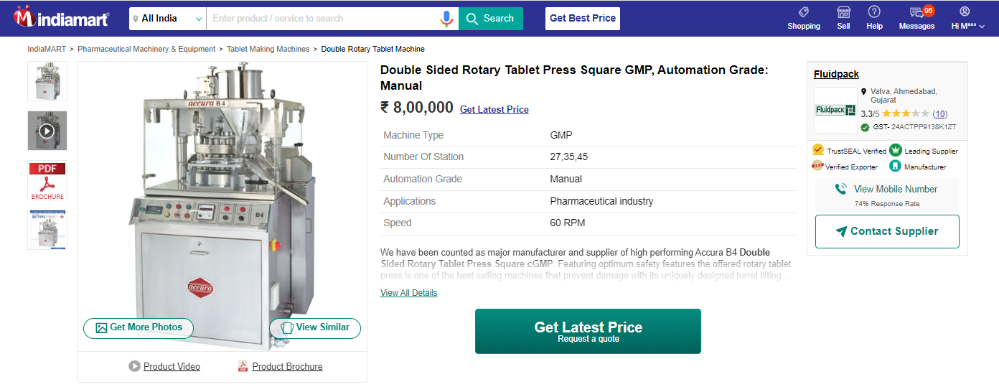 indiamart
All India
Enter product / service to search
Search
Get Best Price
Shopping
Sell
Help
95
Messages
Hi M***
IndiaMART > Pharmaceutical Machinery & Equipment > Tablet Making Machines > Double Rotary Tablet Machine
PDF
BROCHURE
accura B4
B4
accura
Get More Photos
View Similar
Product Video
Product Brochure
Double Sided Rotary Tablet Press Square GMP, Automation Grade:
Manual
₹ 8,00,000 Get Latest Price
Machine Type GMP
Number Of Station 27,35,45
Automation Grade Manual
Applications Pharmaceutical industry
Speed 60 RPM
We have been counted as major manufacturer and supplier of high performing Accura B4 Double
Sided Rotary Tablet Press Square cGMP. Featuring optimum safety features the offered rotary tablet
press is one of the best selling machines that prevent damage with its uniquely designed turret lifting...
View All Details
Get Latest Price
Request a quote
Fluidpack
Fluidpack
Vatva, Ahmedabad,
Gujarat
3.3/5 (10)
GST- 24ACTPP9138K1ZT
TrustSEAL Verified Leading Supplier
Verified Exporter Manufacturer
View Mobile Number
74% Response Rate
Contact Supplier